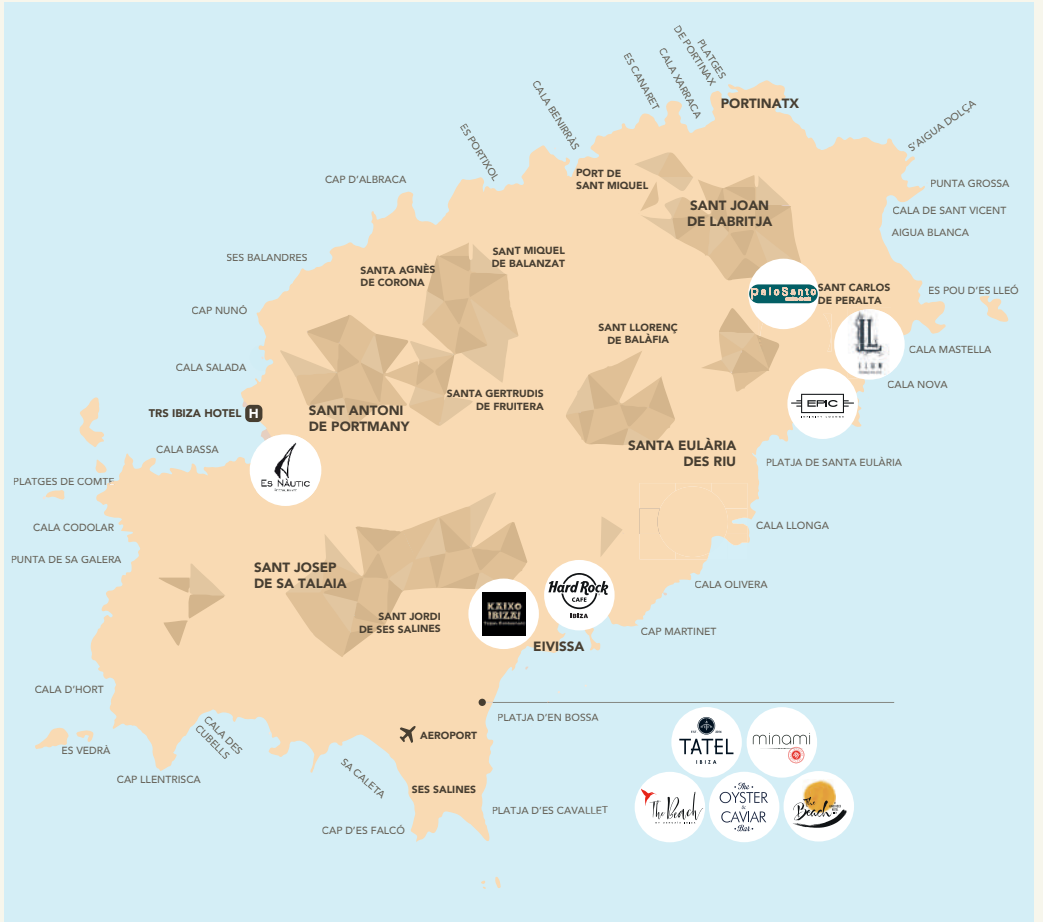 PLATGES
DE PORTINAX
CALA XARRACA
ES CANARET
CALA BENIRRÀS
ES PORTIXOL
PORTINATX
S'AIGUA DOLÇA
CAP D'ALBRACA
PORT DE
SANT MIQUEL
PUNTA GROSSA
SANT JOAN
DE LABRITJA
CALA DE SANT VICENT
AIGUA BLANCA
SES BALANDRES
SANT MIQUEL
DE BALANZAT
SANTA AGNÈS
DE CORONA
paloSanto
SANT CARLOS
DE PERALTA
ES POU D'ES LLEÓ
CAP NUNÓ
SANT LLORENÇ
DE BALÀFIA
CALA MASTELLA
CALA SALADA
CALA NOVA
SANTA GERTRUDIS
DE FRUITERA
EPIC
TRS IBIZA HOTEL H
SANT ANTONI
DE PORTMANY
CALA BASSA
SANTA EULÀRIA
DES RIU
PLATJA DE SANTA EULÀRIA
ES NÀUTIC
PLATGES DE COMTE
CALA CODOLAR
CALA LLONGA
PUNTA DE SA GALERA
SANT JOSEP
DE SA TALAIA
CALA OLIVERA
Hard Rock
CAFE
IBIZA
KAIXO
IBIZA!
SANT JORDI
DE SES SALINES
CAP MARTINET
EIVISSA
CALA D'HORT
PLATJA D'EN BOSSA
CALA DES
CUBELLS
AEROPORT
ES VEDRÀ
TATEL
IBIZA
minami
CAP LLENTRISCA
SA CALETA
SES SALINES
PLATJA D'ES CAVALLET
The Beach
The
OYSTER
&
CAVIAR
Bar
The
Beach
CAP D'ES FALCÓ